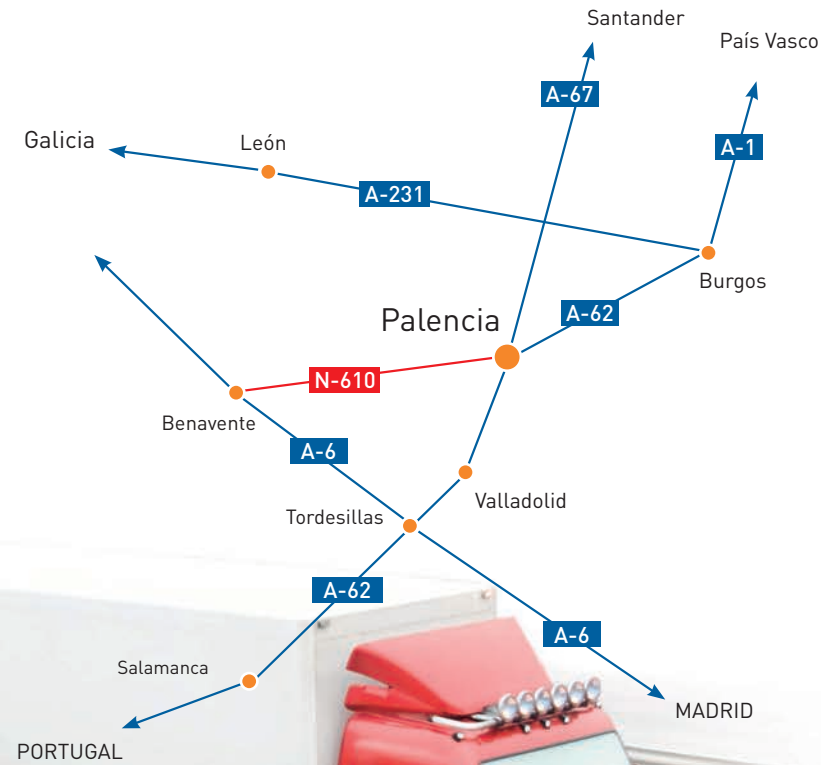 Santander
País Vasco
A-67
Galicia
León
A-1
A-231
Burgos
Palencia
A-62
N-610
Benavente
A-6
Valladolid
Tordesillas
A-62
A-6
Salamanca
MADRID
PORTUGAL